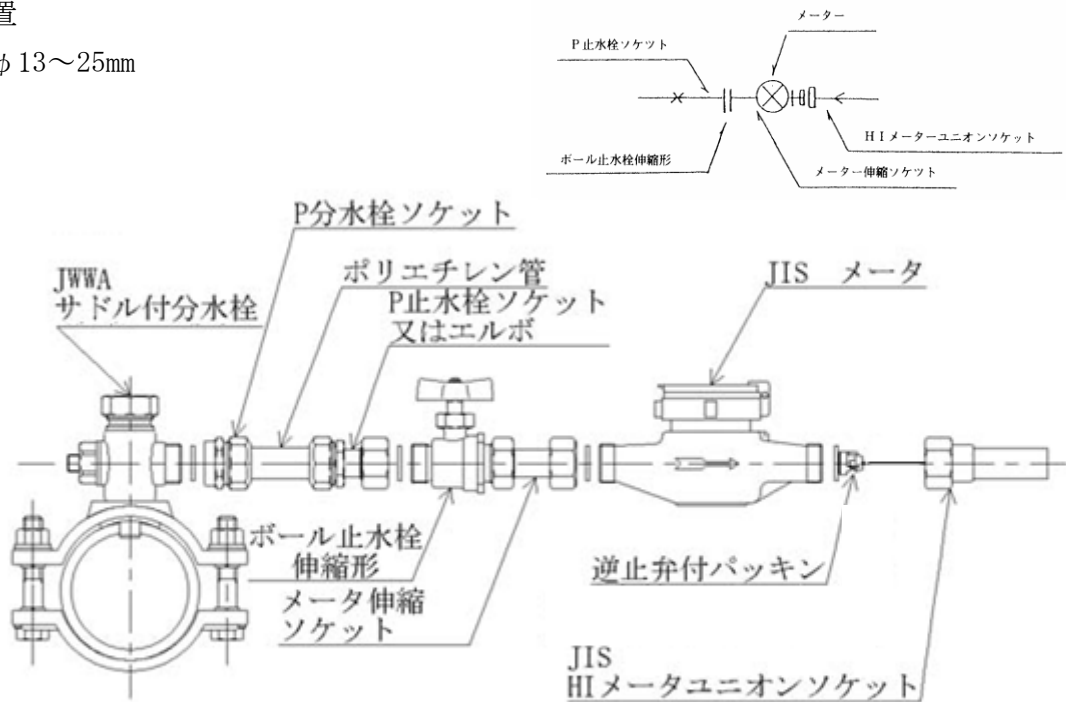 置
φ13～25mm
メーター
P止水栓ソケツト
HIメーターユニオンソケット
ボール止水栓伸縮形
メーター伸縮ソケツト
P分水栓ソケット
JWWA
サドル付分水栓
ポリエチレン管
P止水栓ソケット
又はエルボ
JIS メータ
ボール止水栓
伸縮形
メータ伸縮
ソケット
逆止弁付パッキン
JIS
HIメータユニオンソケット